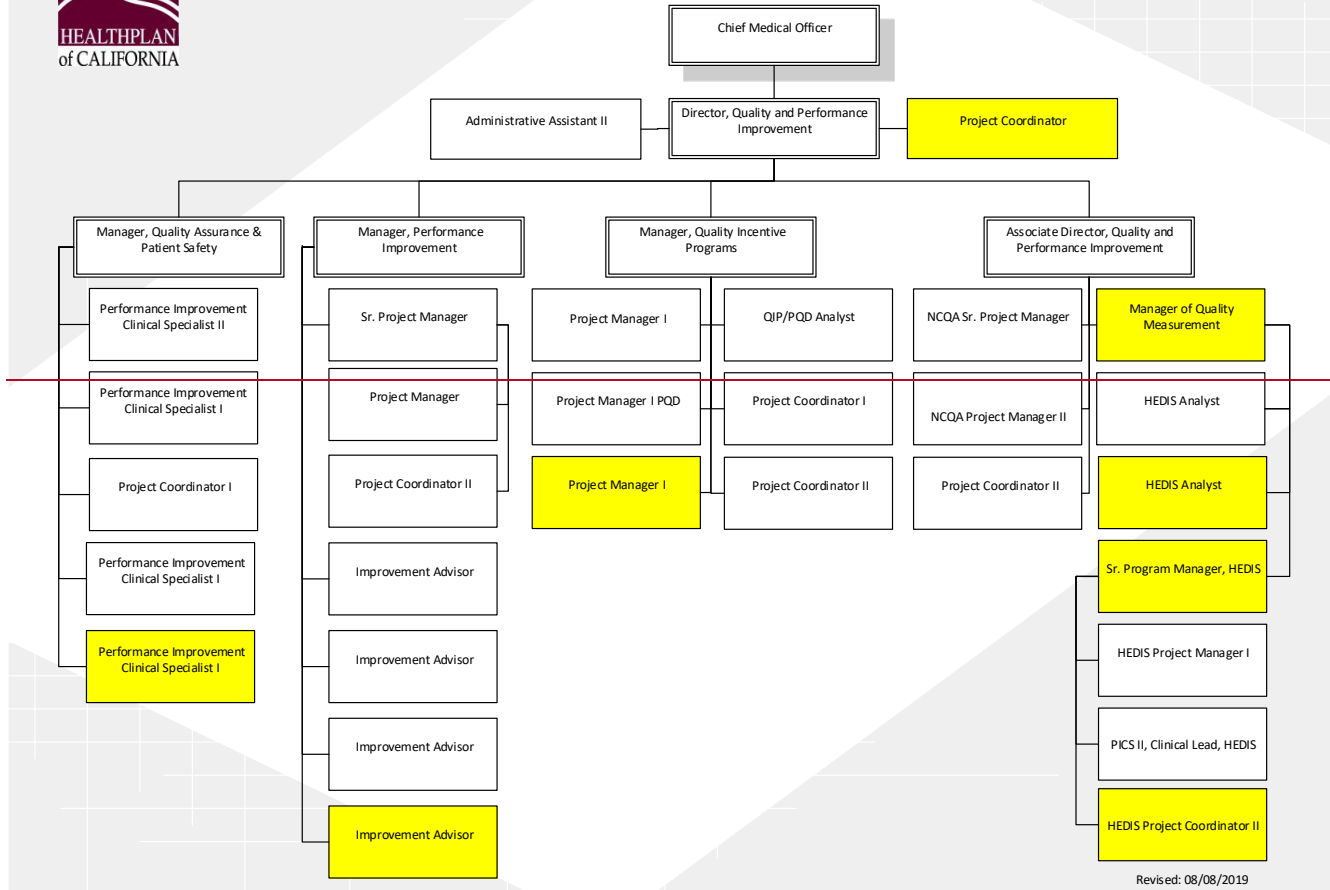 HEALTHPLAN
of CALIFORNIA
Chief Medical Officer
Administrative Assistant II
Director, Quality and Performance
Improvement
Project Coordinator
Manager, Quality Assurance &
Patient Safety
Manager, Performance
Improvement
Manager, Quality Incentive
Programs
Associate Director, Quality and
Performance Improvement
Performance Improvement
Clinical Specialist II
Performance Improvement
Clinical Specialist I
Project Coordinator I
Performance Improvement
Clinical Specialist I
Performance Improvement
Clinical Specialist I
Sr. Project Manager
Project Manager
Project Coordinator II
Improvement Advisor
Improvement Advisor
Improvement Advisor
Improvement Advisor
Project Manager I
QIP/PQD Analyst
Project Manager I PQD
Project Coordinator I
Project Manager I
Project Coordinator II
NCQA Sr. Project Manager
Manager of Quality
Measurement
NCQA Project Manager II
HEDIS Analyst
Project Coordinator II
HEDIS Analyst
Sr. Program Manager, HEDIS
HEDIS Project Manager I
PICS II, Clinical Lead, HEDIS
HEDIS Project Coordinator II
Revised: 08/08/2019